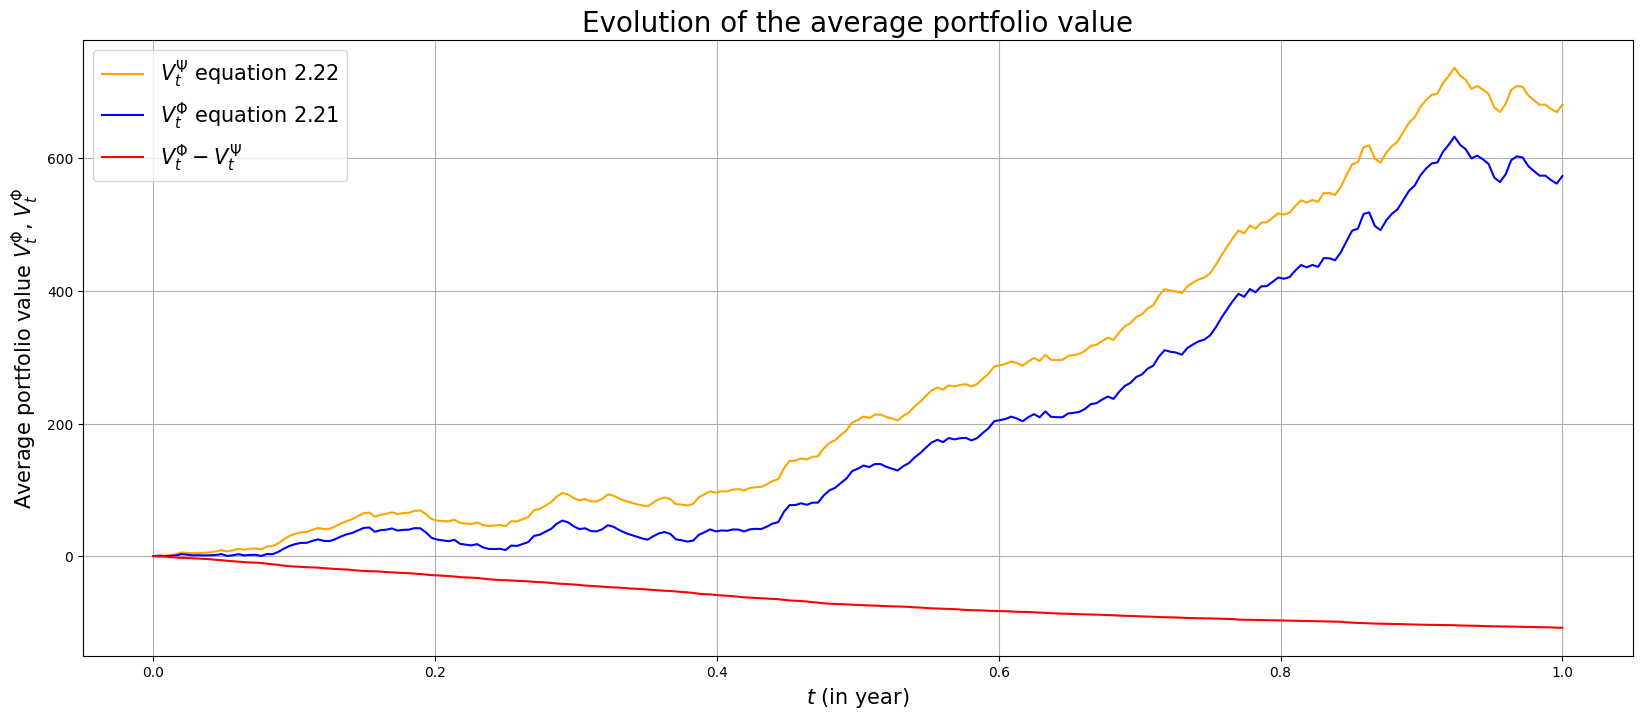 Evolution of the average portfolio value
V_t^Ψ equation 2.22
V_t^Φ equation 2.21
V_t^Φ − V_t^Ψ
Average portfolio value V_t^Φ, V_t^Φ
600
400
200
0
0.0 0.2 0.4 0.6 0.8 1.0
t (in year)